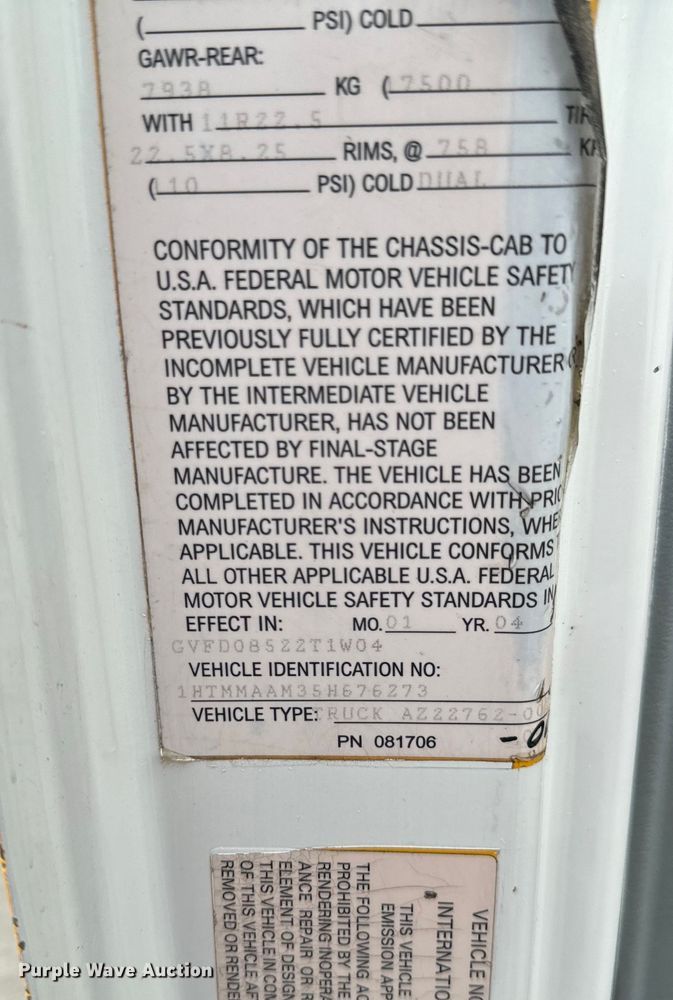 ( PSI) COLD
GAWR-REAR:
7938 KG (17500
WITH 11R22.5
22.5X8.25 RIMS, @ 758
(110 PSI) COLD DUAL
CONFORMITY OF THE CHASSIS-CAB TO
U.S.A. FEDERAL MOTOR VEHICLE SAFETY
STANDARDS, WHICH HAVE BEEN
PREVIOUSLY FULLY CERTIFIED BY THE
INCOMPLETE VEHICLE MANUFACTURER
BY THE INTERMEDIATE VEHICLE
MANUFACTURER, HAS NOT BEEN
AFFECTED BY FINAL-STAGE
MANUFACTURE. THE VEHICLE HAS BEEN
COMPLETED IN ACCORDANCE WITH PRIO
MANUFACTURER'S INSTRUCTIONS, WHE
APPLICABLE. THIS VEHICLE CONFORMS
ALL OTHER APPLICABLE U.S.A. FEDERAL
MOTOR VEHICLE SAFETY STANDARDS IN
EFFECT IN: MO. 01 YR. 04
GVFD08522T1W04
VEHICLE IDENTIFICATION NO:
1HTMMAAM35H676273
VEHICLE TYPE: TRUCK AZ22762-00
PN 081706
VEHICLE NO
INTERNATIO
THIS VEHICLE
EMISSION APP
THE FOLLOWING AC
PROHIBITED BY THE
RENDERING INOPERA
ANCE REPAIR OR R
ELEMENT OF DESIGN
THIS VEHICLE IN COM
OF THIS VEHICLE AF
REMOVED OR RENDE
Purple Wave Auction